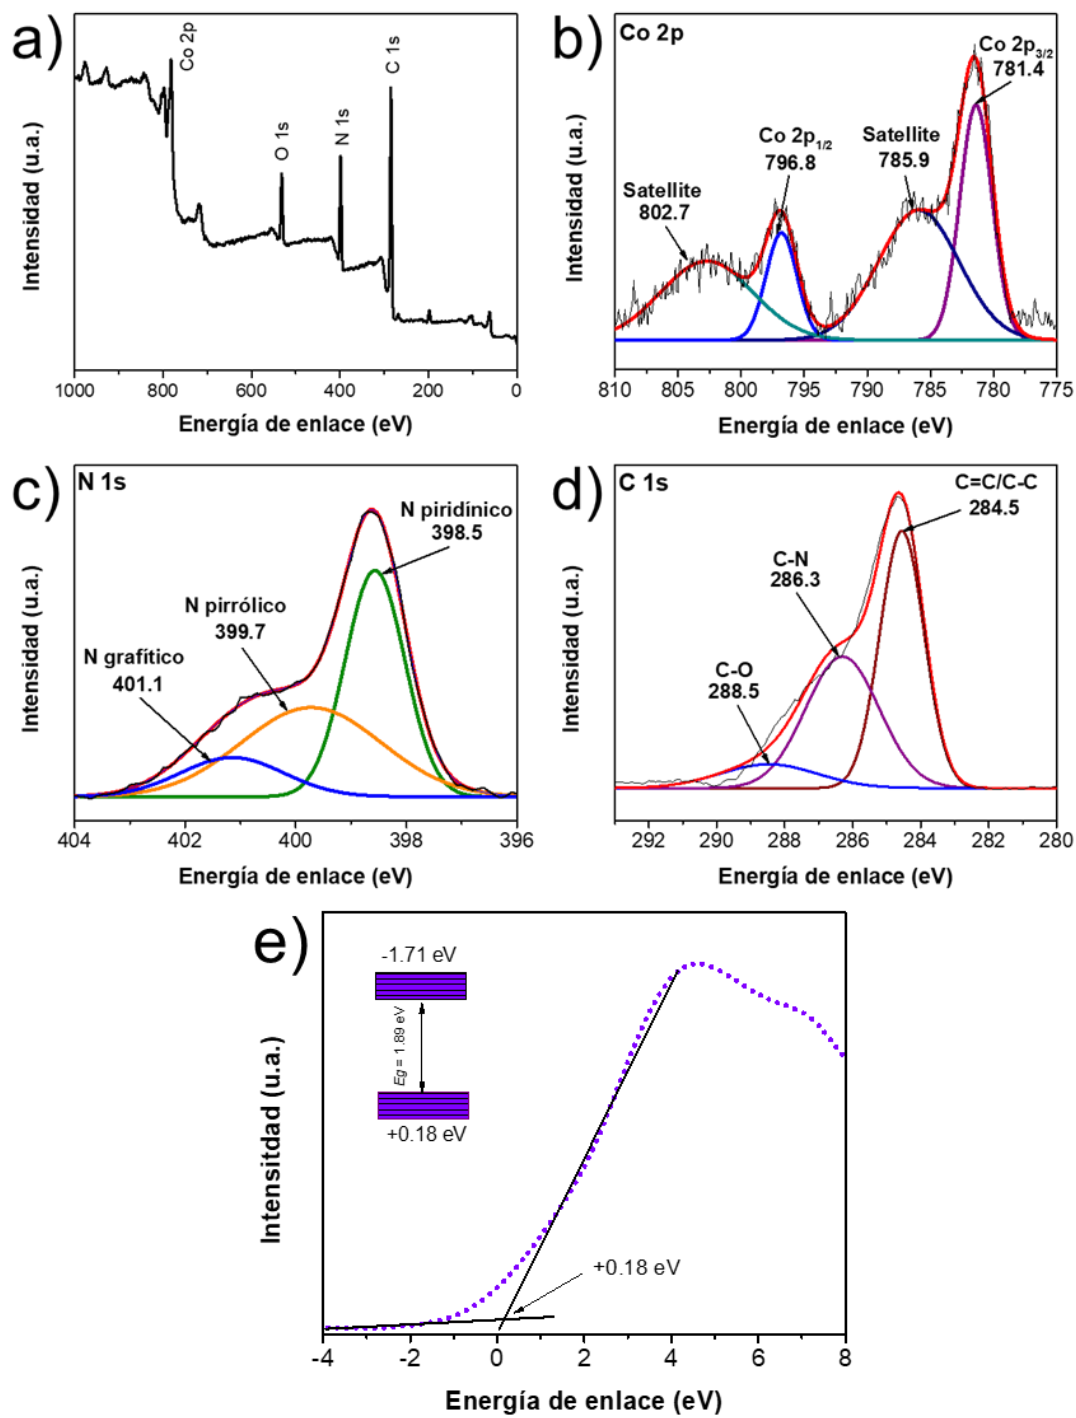 a)
Co 2p
O 1s
N 1s
C 1s
Intensidad (u.a.)
1000 800 600 400 200 0
Energía de enlace (eV)
b)
Co 2p
Co 2p3/2
781.4
Satellite
785.9
Co 2p1/2
796.8
Satellite
802.7
Intensidad (u.a.)
810 805 800 795 790 785 780 775
Energía de enlace (eV)
c)
N 1s
N piridínico
398.5
N pirrólico
399.7
N grafítico
401.1
Intensidad (u.a.)
404 402 400 398 396
Energía de enlace (eV)
d)
C 1s
C=C/C-C
284.5
C-N
286.3
C-O
288.5
Intensidad (u.a.)
292 290 288 286 284 282 280
Energía de enlace (eV)
e)
-1.71 eV
Eg = 1.89 eV
+0.18 eV
+0.18 eV
Intensitdad (u.a.)
-4 -2 0 2 4 6 8
Energía de enlace (eV)